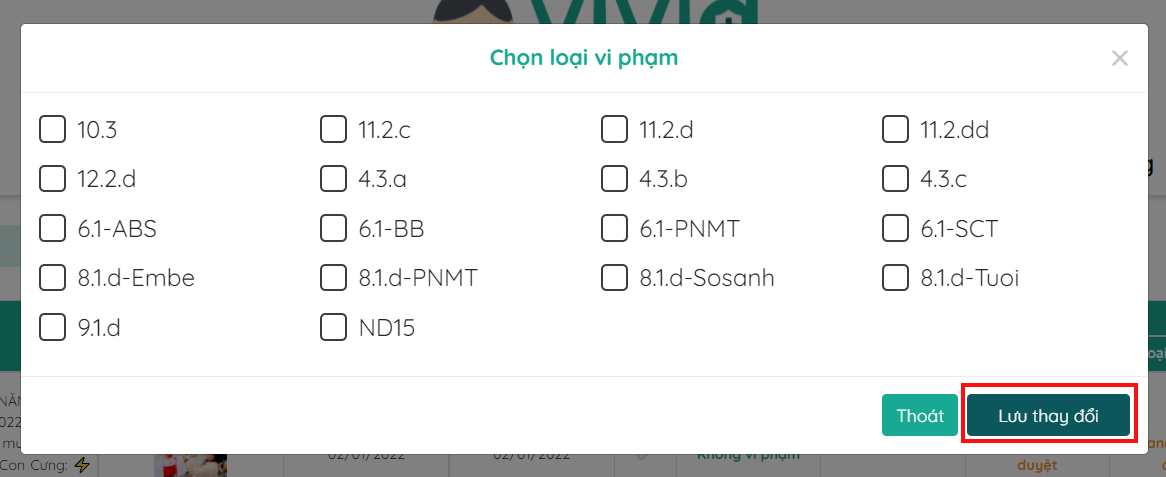 Chọn loại vi phạm
×
10.3 11.2.c 11.2.d 11.2.dd
12.2.d 4.3.a 4.3.b 4.3.c
6.1-ABS 6.1-BB 6.1-PNMT 6.1-SCT
8.1.d-Embe 8.1.d-PNMT 8.1.d-Sosanh 8.1.d-Tuoi
9.1.d ND15
Thoát Lưu thay đổi
Con Cưng: ⚡ 02/01/2022 02/01/2022 Không vi phạm
duyệt